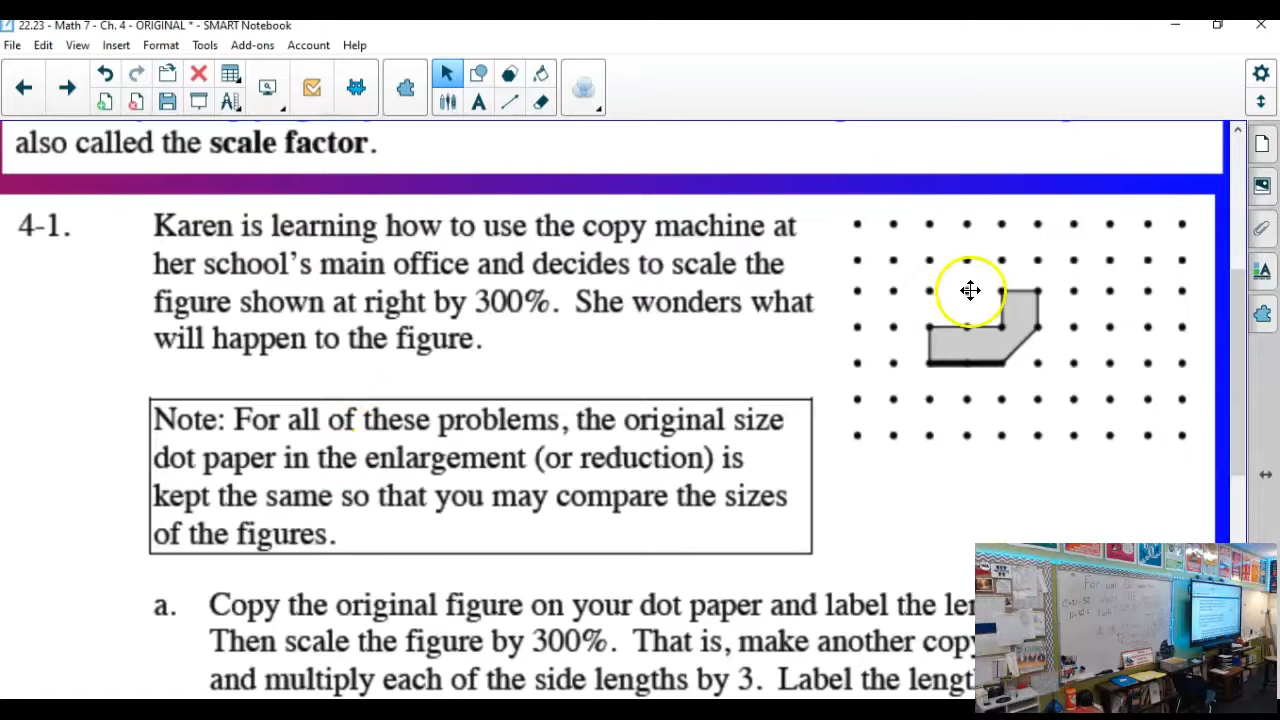 22.23 - Math 7 - Ch. 4 - ORIGINAL * - SMART Notebook
File Edit View Insert Format Tools Add-ons Account Help
also called the scale factor.
4-1. Karen is learning how to use the copy machine at
her school's main office and decides to scale the
figure shown at right by 300%. She wonders what
will happen to the figure.
Note: For all of these problems, the original size
dot paper in the enlargement (or reduction) is
kept the same so that you may compare the sizes
of the figures.
a. Copy the original figure on your dot paper and label the
Then scale the figure by 300%. That is, make another
and multiply each of the side lengths by 3. Label the